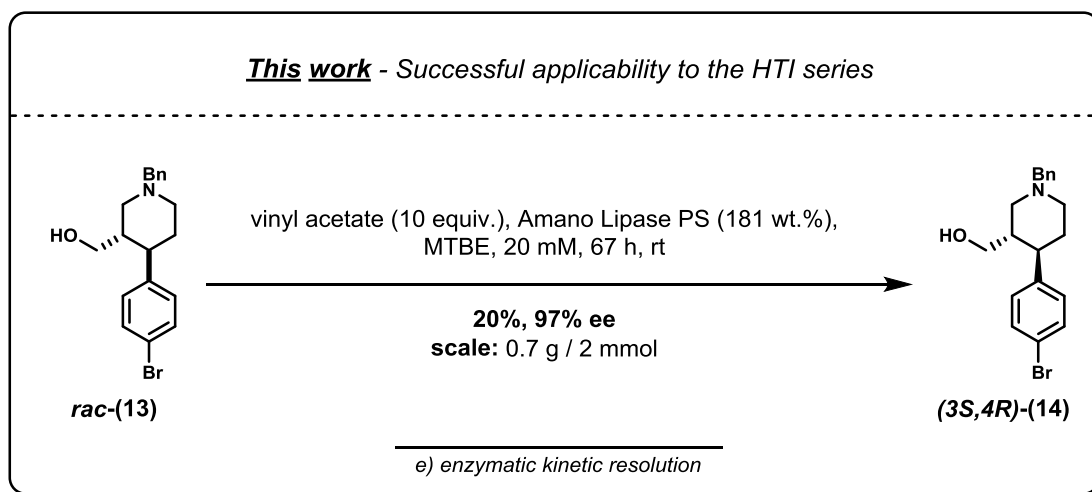 This work - Successful applicability to the HTI series
Bn
N
HO
Br
rac-(13)
vinyl acetate (10 equiv.), Amano Lipase PS (181 wt.%),
MTBE, 20 mM, 67 h, rt
20%, 97% ee
scale: 0.7 g / 2 mmol
Bn
N
HO
Br
(3S,4R)-(14)
e) enzymatic kinetic resolution